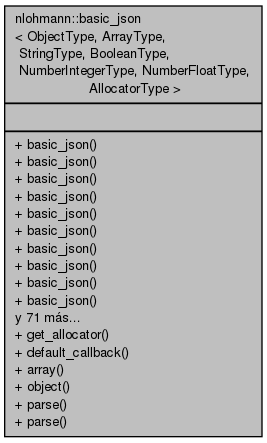 nlohmann::basic_json
< ObjectType, ArrayType,
StringType, BooleanType,
NumberIntegerType, NumberFloatType,
AllocatorType >
+ basic_json()
+ basic_json()
+ basic_json()
+ basic_json()
+ basic_json()
+ basic_json()
+ basic_json()
+ basic_json()
+ basic_json()
+ basic_json()
y 71 más...
+ get_allocator()
+ default_callback()
+ array()
+ object()
+ parse()
+ parse()